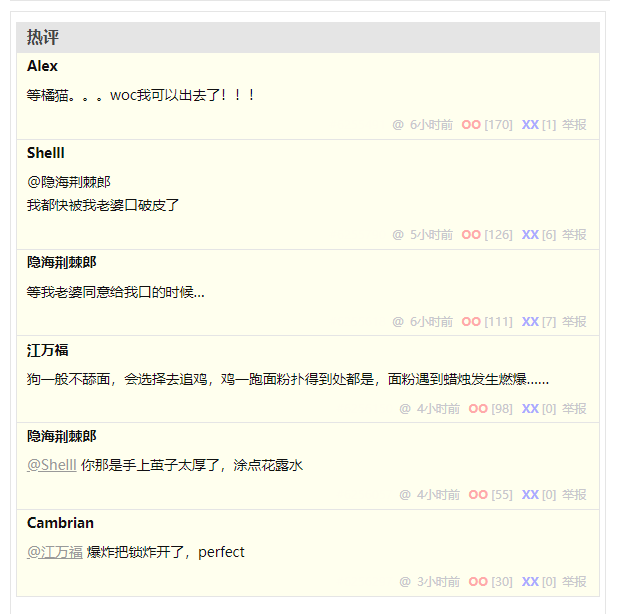 热评
Alex
等橘猫。。。woc我可以出去了！！！
@ 6小时前 OO [170] XX [1] 举报
Shelll
@隐海荆棘郎
我都快被我老婆口破皮了
@ 5小时前 OO [126] XX [6] 举报
隐海荆棘郎
等我老婆同意给我口的时候...
@ 6小时前 OO [111] XX [7] 举报
江万福
狗一般不舔面，会选择去追鸡，鸡一跑面粉扑得到处都是，面粉遇到蜡烛发生燃爆......
@ 4小时前 OO [98] XX [0] 举报
隐海荆棘郎
@Shelll 你那是手上茧子太厚了，涂点花露水
@ 4小时前 OO [55] XX [0] 举报
Cambrian
@江万福 爆炸把锁炸开了，perfect
@ 3小时前 OO [30] XX [0] 举报